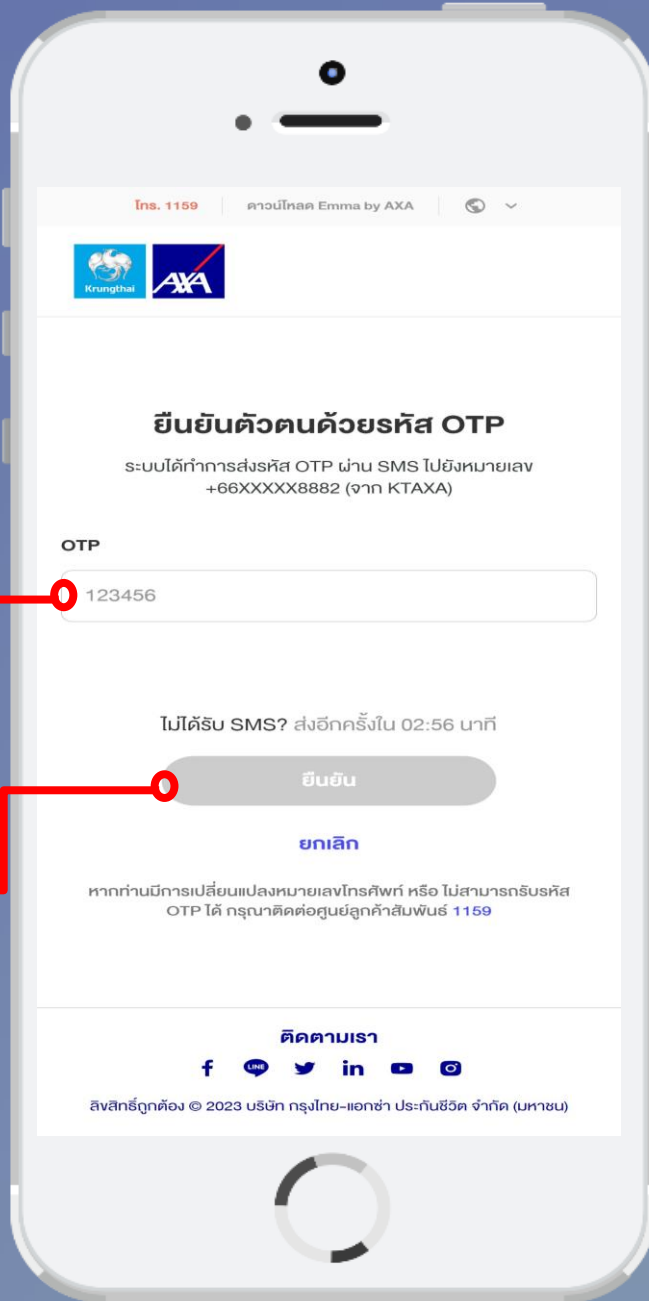 โทร. 1159
ดาวน์โหลด Emma by AXA
Krungthai
AXA
ยืนยันตัวตนด้วยรหัส OTP
ระบบได้ทำการส่งรหัส OTP ผ่าน SMS ไปยังหมายเลข
+66XXXXX8882 (จาก KTAXA)
OTP
123456
ไม่ได้รับ SMS? ส่งอีกครั้งใน 02:56 นาที
ยืนยัน
ยกเลิก
หากท่านมีการเปลี่ยนแปลงหมายเลขโทรศัพท์ หรือ ไม่สามารถรับรหัส
OTP ได้ กรุณาติดต่อศูนย์ลูกค้าสัมพันธ์ 1159
ติดตามเรา
LINE
ลิขสิทธิ์ถูกต้อง © 2023 บริษัท กรุงไทย-แอกซ่า ประกันชีวิต จำกัด (มหาชน)